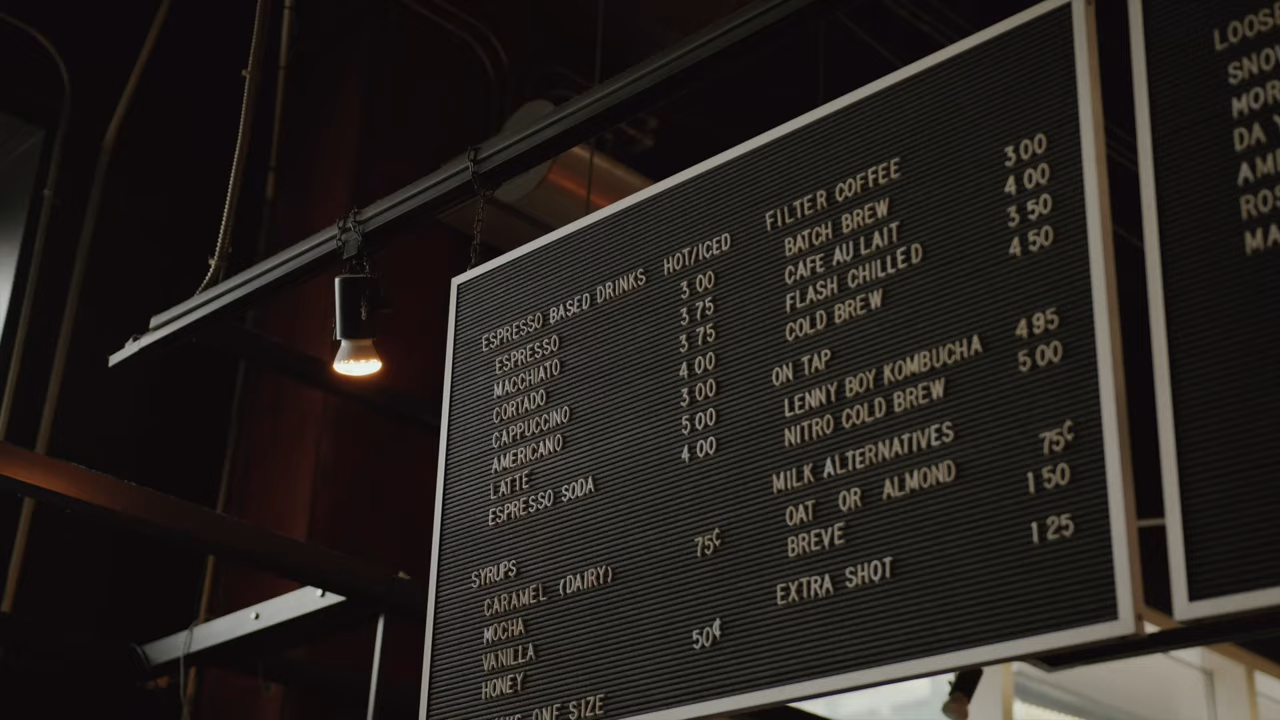 ESPRESSO BASED DRINKS HOT/ICED
ESPRESSO 3 00
MACCHIATO 3 75
CORTADO 3 75
CAPPUCCINO 4 00
AMERICANO 3 00
LATTE 5 00
ESPRESSO SODA 4 00
SYRUPS
CARAMEL (DAIRY) 75¢
MOCHA
VANILLA
HONEY 50¢
ONE SIZE
FILTER COFFEE
BATCH BREW 3 00
CAFE AU LAIT 4 00
FLASH CHILLED 3 50
COLD BREW 4 50
ON TAP
LENNY BOY KOMBUCHA 4 95
NITRO COLD BREW 5 00
MILK ALTERNATIVES
OAT OR ALMOND 75¢
BREVE 1 50
EXTRA SHOT 1 25
LOOSE
DA